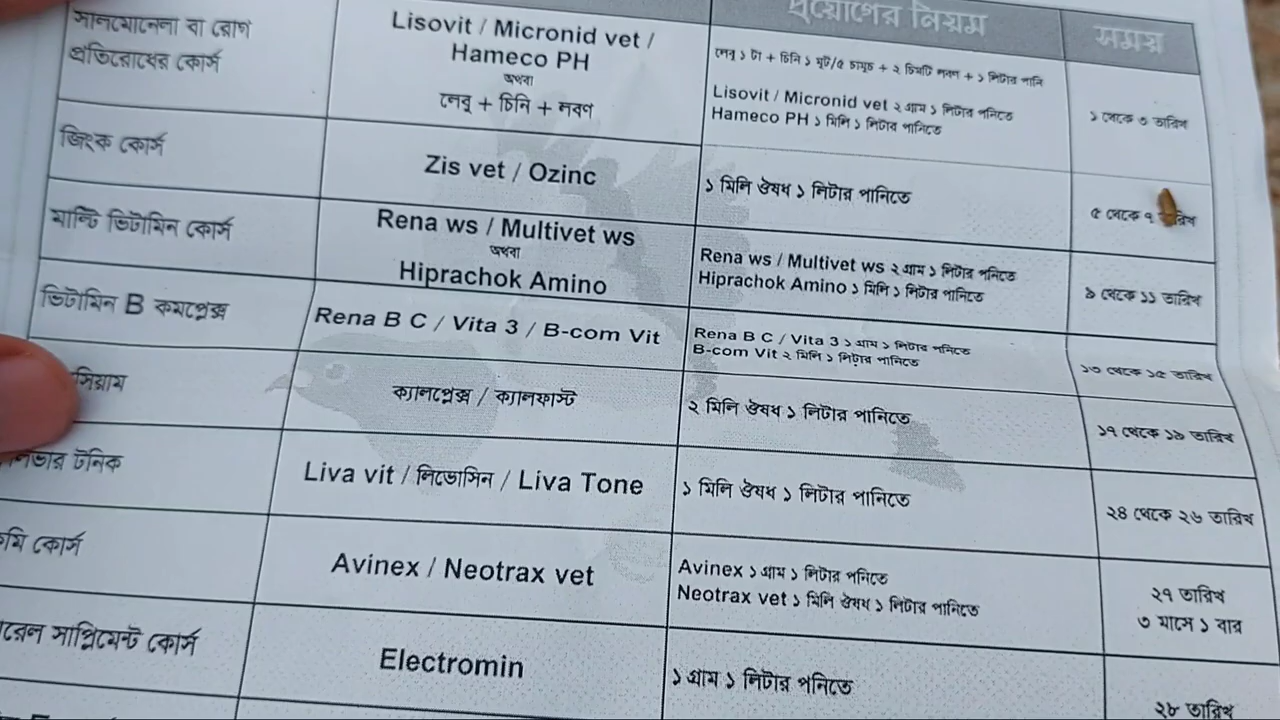 প্রয়োগের নিয়ম
সময়
সালমোনেলা বা রোগ
প্রতিরোধের কোর্স
Lisovit / Micronid vet /
Hameco PH
অথবা
লেবু + চিনি + লবণ
লেবু ১ টা + চিনি ১ মুট/৫ চামুচ + ২ চিমটি লবণ + ১ লিটার পানি
Lisovit / Micronid vet ২ গ্রাম ১ লিটার পনিতে
Hameco PH ১ মিলি ১ লিটার পানিতে
১ থেকে ৩ তারিখ
জিংক কোর্স
Zis vet / Ozinc
১ মিলি ঔষধ ১ লিটার পানিতে
৫ থেকে ৭
মাল্টি ভিটামিন কোর্স
Rena ws / Multivet ws
অথবা
Hiprachok Amino
Rena ws / Multivet ws ২ গ্রাম ১ লিটার পনিতে
Hiprachok Amino ১ মিলি ১ লিটার পনিতে
৯ থেকে ১১ তারিখ
ভিটামিন B কমপ্লেক্স
Rena B C / Vita 3 / B-com Vit
Rena B C / Vita 3 ১ গ্রাম ১ লিটার পনিতে
B-com Vit ২ মিলি ১ লিটার পানিতে
১৩ থেকে ১৫ তারিখ
সিয়াম
ক্যালপ্লেক্স / ক্যালফাস্ট
২ মিলি ঔষধ ১ লিটার পানিতে
১৭ থেকে ১৯ তারিখ
লিভার টনিক
Liva vit / লিভোসিন / Liva Tone
১ মিলি ঔষধ ১ লিটার পানিতে
২৪ থেকে ২৬ তারিখ
কোর্স
Avinex / Neotrax vet
Avinex ১ গ্রাম ১ লিটার পনিতে
Neotrax vet ১ মিলি ঔষধ ১ লিটার পানিতে
২৭ তারিখ
৩ মাসে ১ বার
সাপ্লিমেন্ট কোর্স
Electromin
১ গ্রাম ১ লিটার পনিতে
২৮ তারিখ